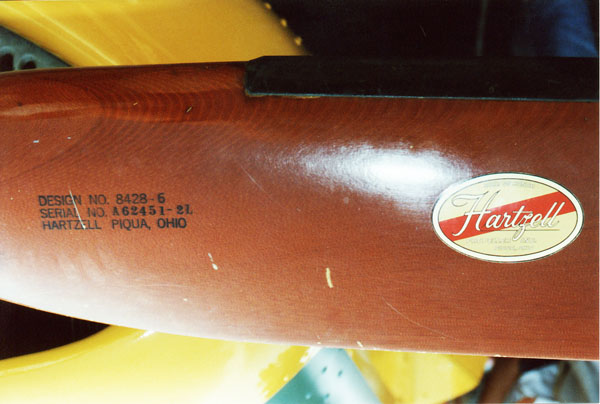 DESIGN NO. 8428-6
SERIAL NO. A62451-2L
HARTZELL PIQUA, OHIO
Hartzell